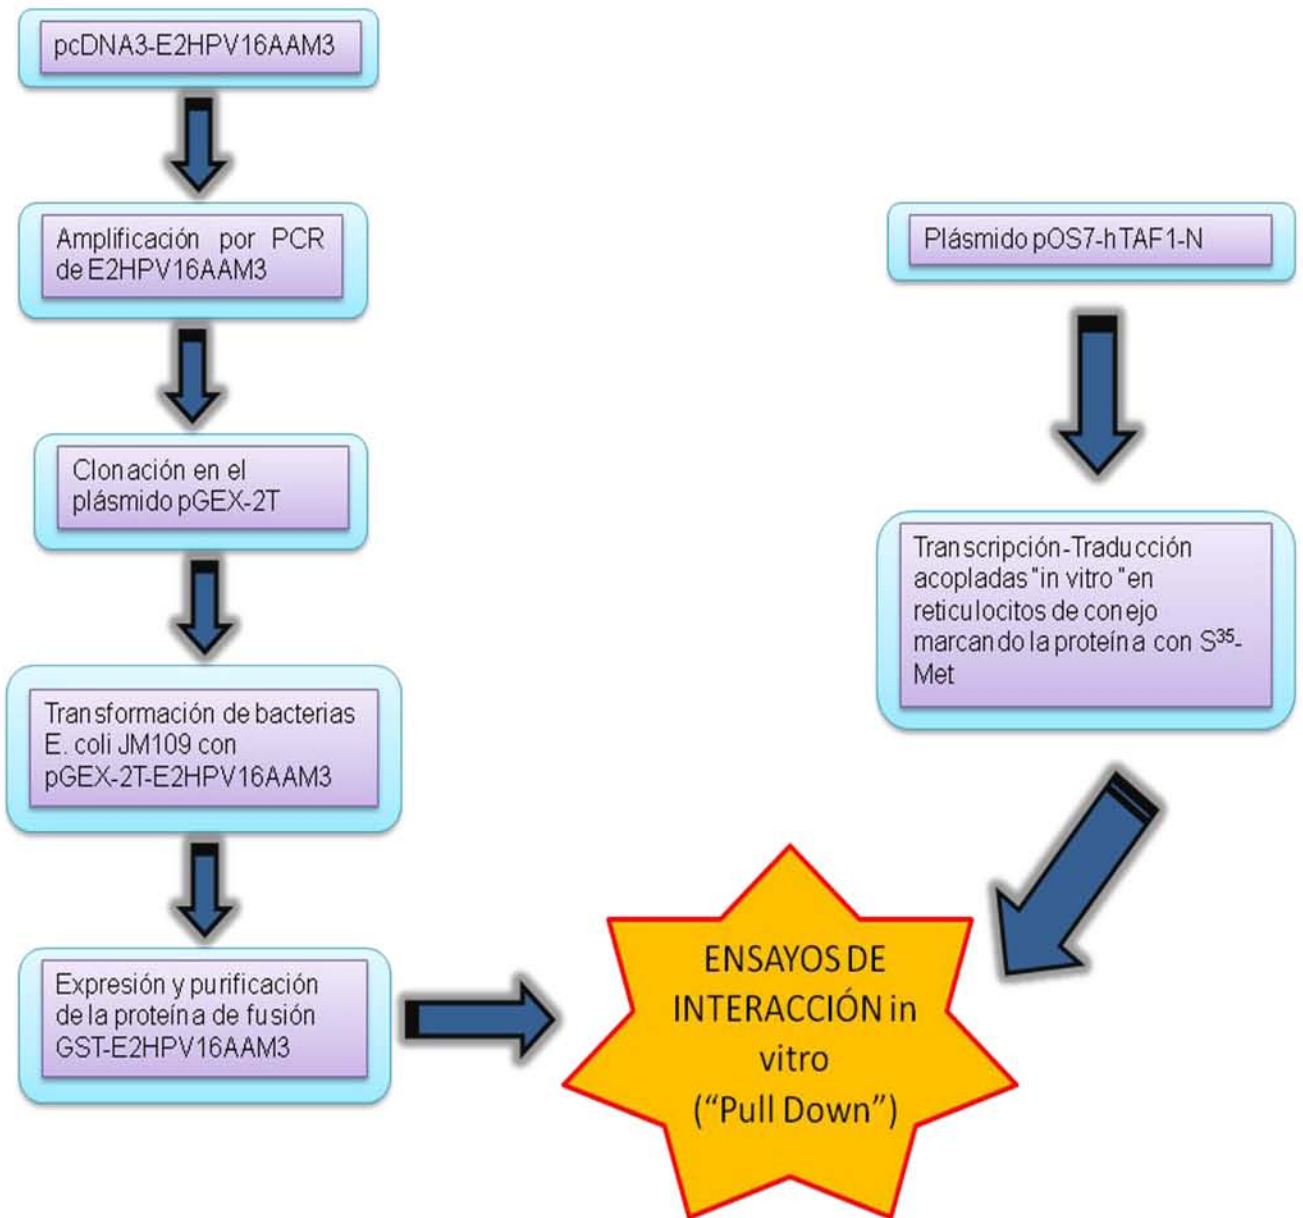 pcDNA3-E2HPV16AAM3
Amplificación por PCR
de E2HPV16AAM3
Clonación en el
plásmido pGEX-2T
Transformación de bacterias
E. coli JM109 con
pGEX-2T-E2HPV16AAM3
Expresión y purificación
de la proteína de fusión
GST-E2HPV16AAM3
Plásmido pOS7-hTAF1-N
Transcripción-Traducción
acopladas "in vitro "en
reticulocitos de conejo
marcando la proteína con S³⁵-
Met
ENSAYOS DE
INTERACCIÓN in
vitro
(“Pull Down”)